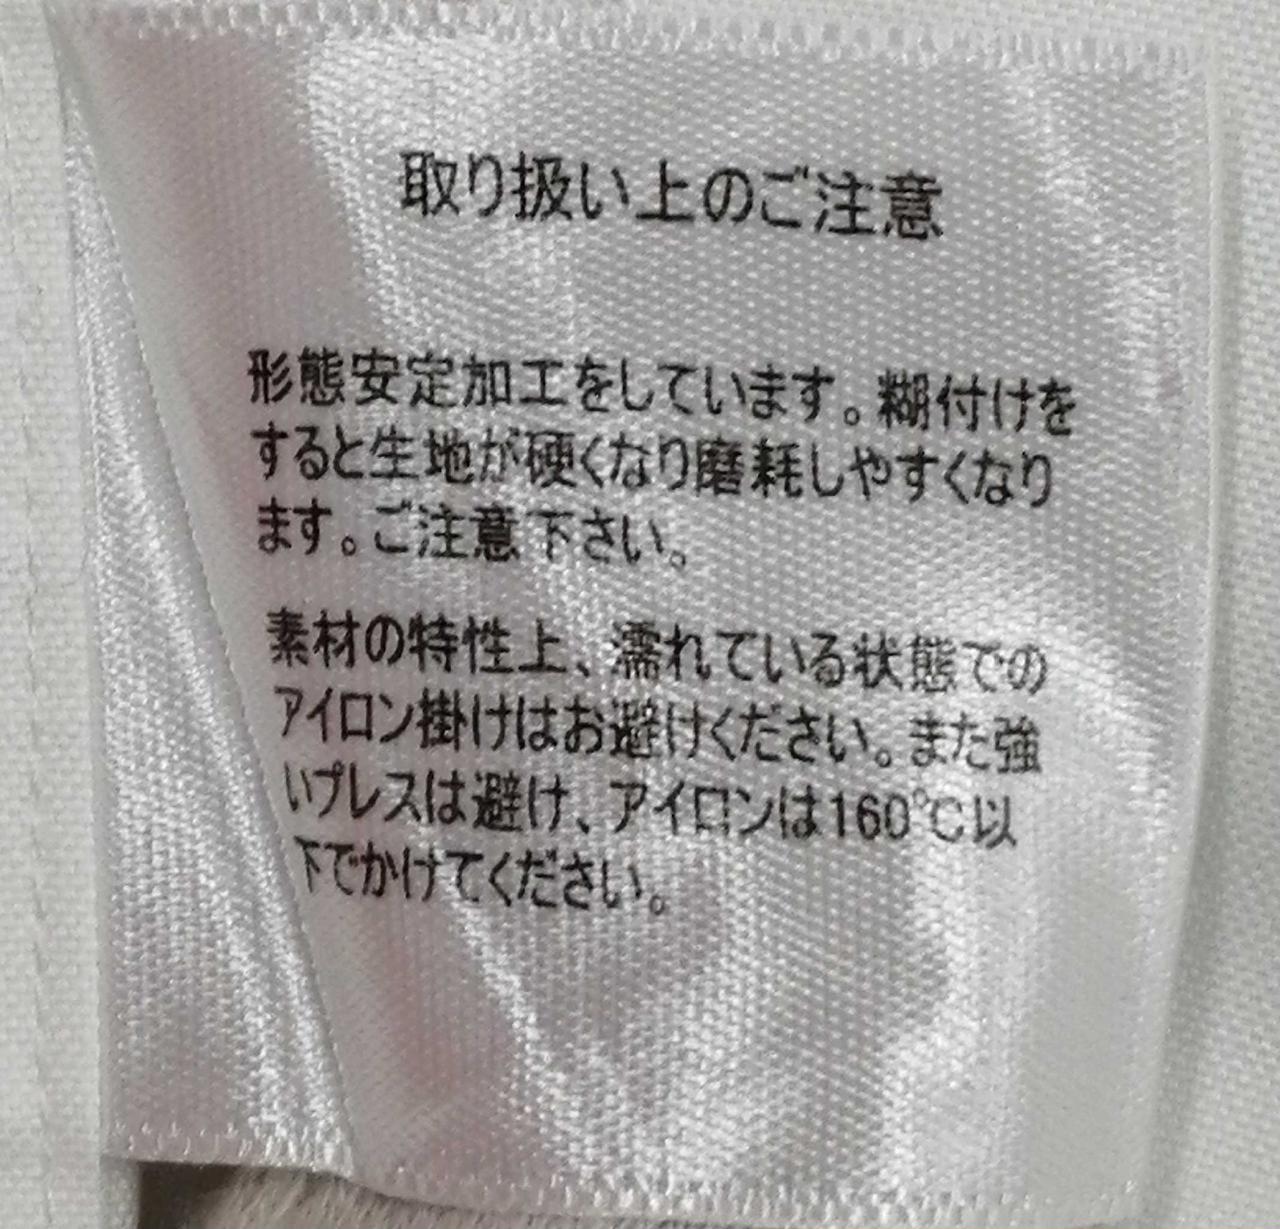 取り扱い上のご注意
形態安定加工をしています。糊付けを
すると生地が硬くなり磨耗しやすくなり
ます。ご注意下さい。
素材の特性上、濡れている状態での
アイロン掛けはお避けください。また強
いプレスは避け、アイロンは160℃以
下でかけてください。